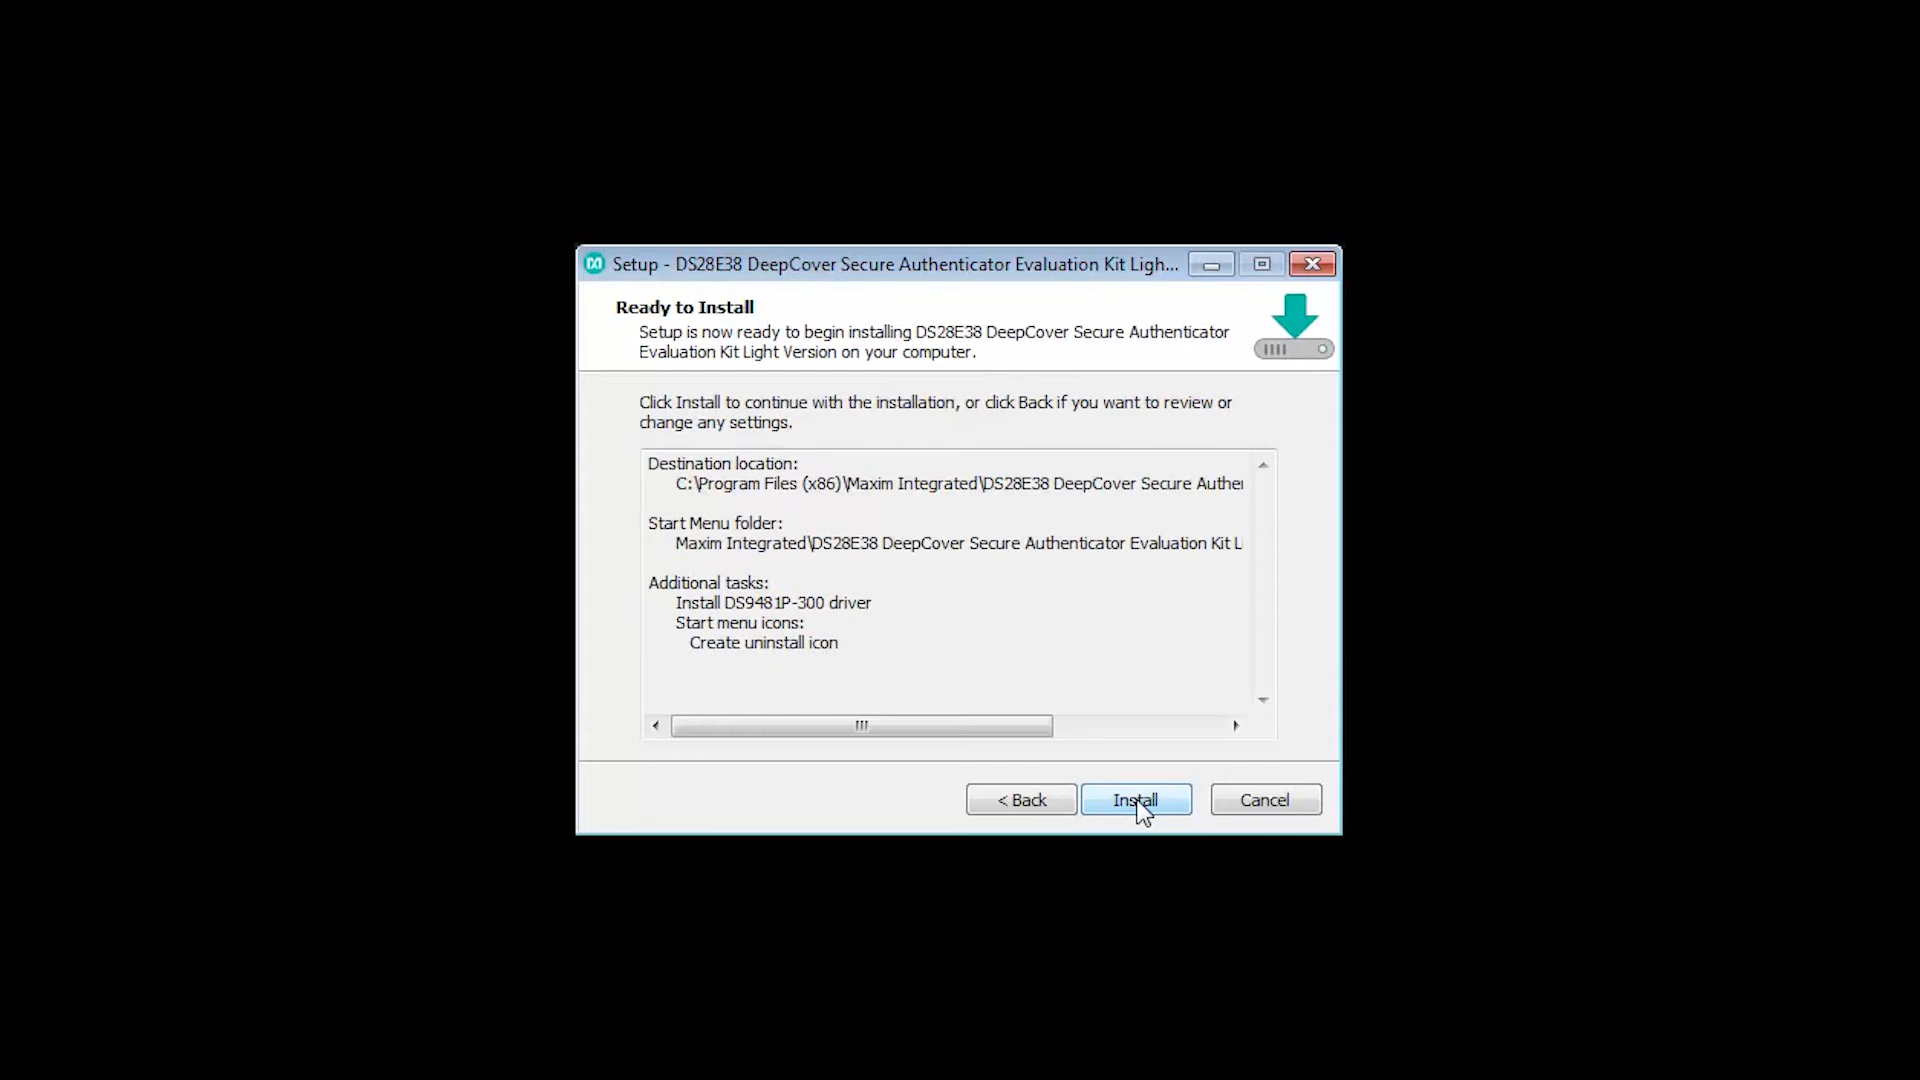 Setup - DS28E38 DeepCover Secure Authenticator Evaluation Kit Ligh...
Ready to Install
Setup is now ready to begin installing DS28E38 DeepCover Secure Authenticator
Evaluation Kit Light Version on your computer.
Click Install to continue with the installation, or click Back if you want to review or
change any settings.
Destination location:
C:\Program Files (x86)\Maxim Integrated\DS28E38 DeepCover Secure Auther
Start Menu folder:
Maxim Integrated\DS28E38 DeepCover Secure Authenticator Evaluation Kit L
Additional tasks:
Install DS9481P-300 driver
Start menu icons:
Create uninstall icon
< Back
Install
Cancel